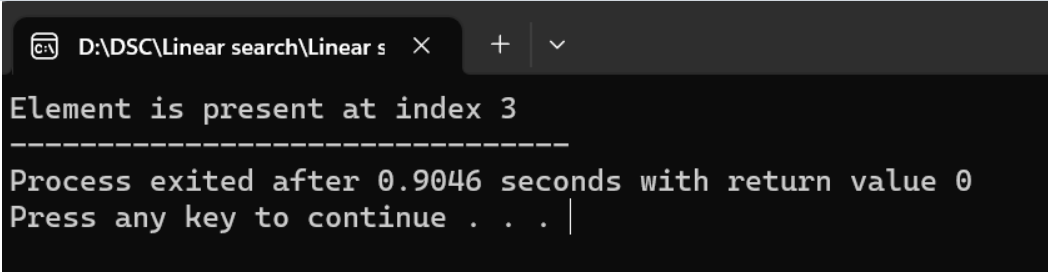 D:\DSC\Linear search\Linear s
Element is present at index 3
--------------------------------
Process exited after 0.9046 seconds with return value 0
Press any key to continue . . .